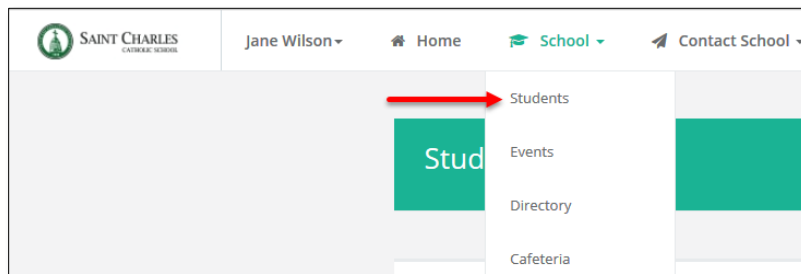 SAINT CHARLES
CATHOLIC SCHOOL
Jane Wilson
Home
School
Contact School
Students
Stud
Events
Directory
Cafeteria